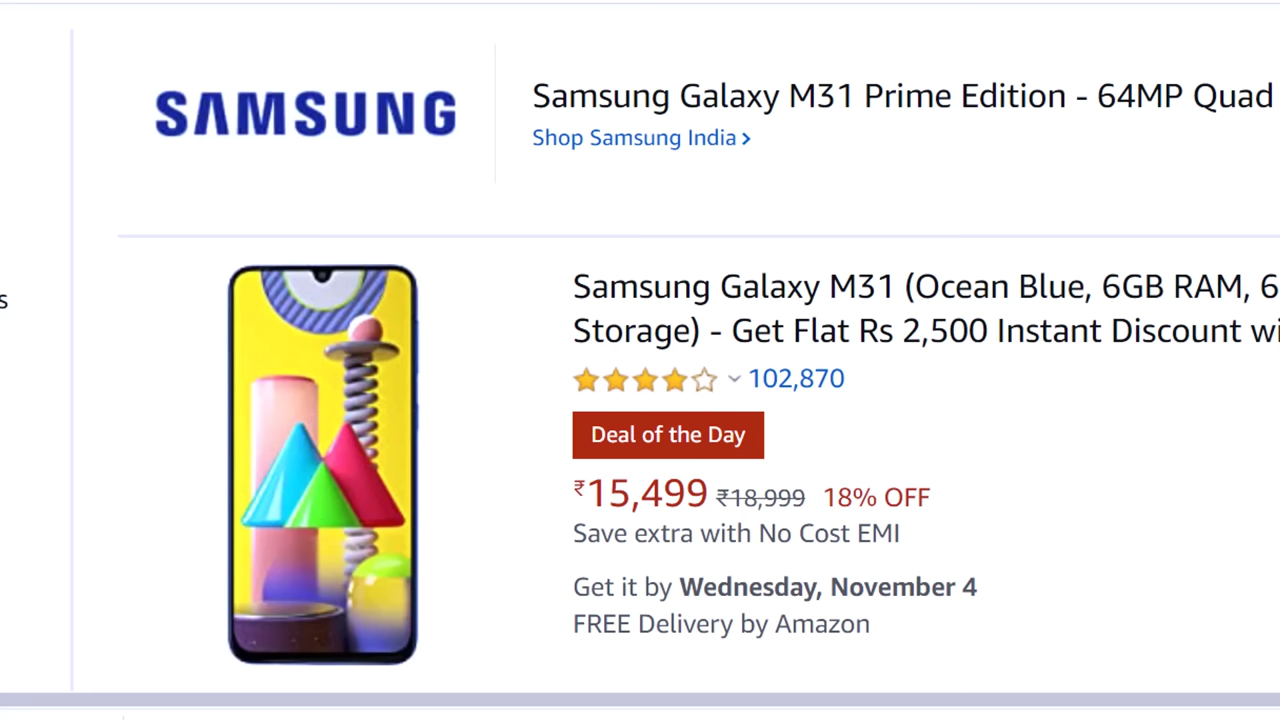 SAMSUNG
Samsung Galaxy M31 Prime Edition - 64MP Quad
Shop Samsung India
s
Samsung Galaxy M31 (Ocean Blue, 6GB RAM, 6
Storage) - Get Flat Rs 2,500 Instant Discount wi
102,870
Deal of the Day
₹15,499 ₹18,999 18% OFF
Save extra with No Cost EMI
Get it by Wednesday, November 4
FREE Delivery by Amazon